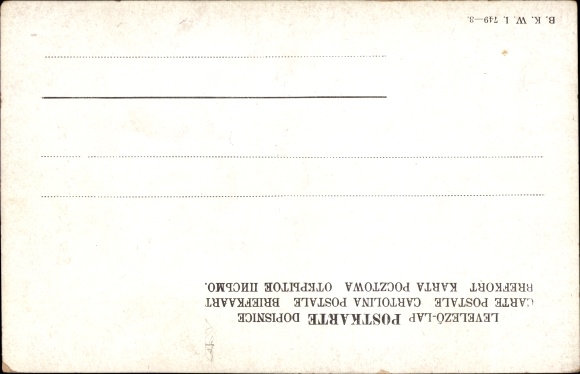 LEVELEZŐ-LAP POSTKARTE DOPISNICE
CARTE POSTALE CARTOLINA POSTALE BRIEFKAART
BREFKORT KARTA POCZTOWA ОТКРЫТОЕ ПИСЬМО.
B. K. W. I. 749—3.